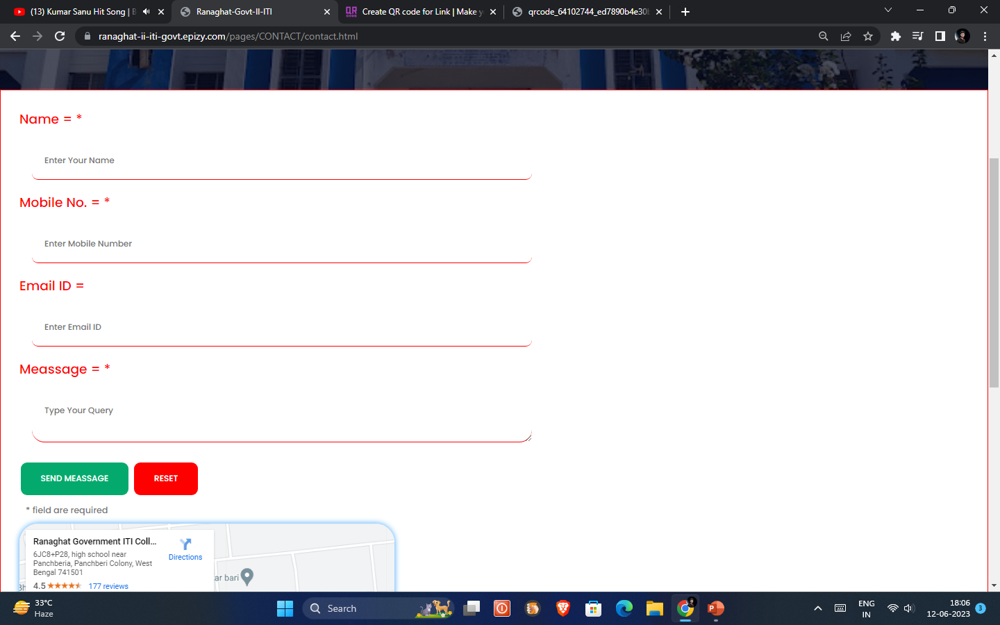 (13) Kumar Sanu Hit Song | B
Ranaghat-Govt-II-ITI
Create QR code for Link | Make y
qrcode_64102744_ed7890b4e30
ranaghat-ii-iti-govt.epizy.com/pages/CONTACT/contact.html
Name = *
Enter Your Name
Mobile No. = *
Enter Mobile Number
Email ID =
Enter Email ID
Meassage = *
Type Your Query
SEND MEASSAGE
RESET
* field are required
Ranaghat Government ITI Coll...
6JC8+P28, high school near
Panchberia, Panchberi Colony, West
Bengal 741501
Directions
4.5
177 reviews
ar bari
33°C
Haze
Search
ENG
IN
18:06
12-06-2023
3